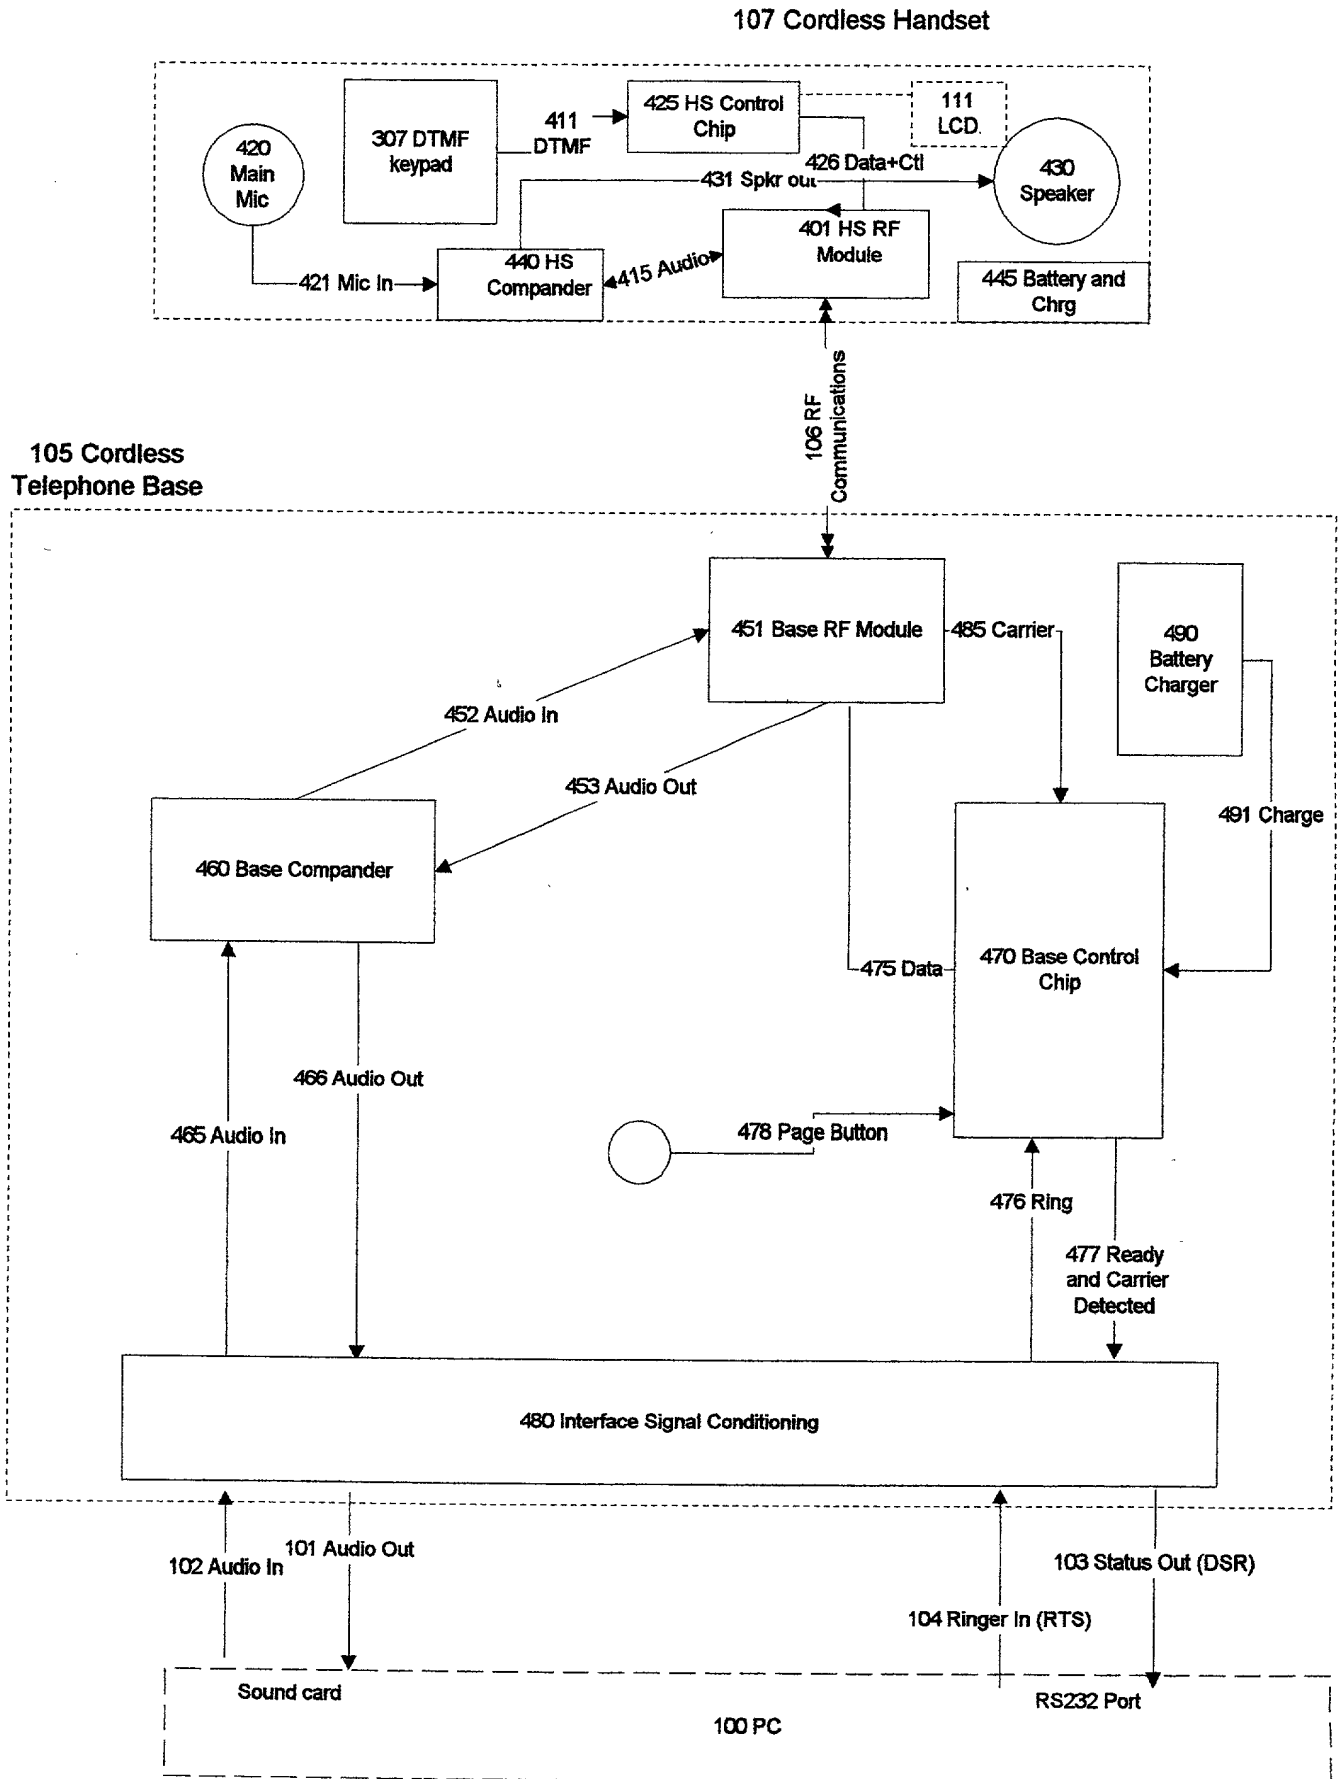 107 Cordless Handset
420
Main
Mic
307 DTMF
keypad
411
DTMF
425 HS Control
Chip
111
LCD.
426 Data+Ctl
431 Spkr out
430
Speaker
421 Mic In
440 HS
Compander
415 Audio
401 HS RF
Module
445 Battery and
Chrg
106 RF
Communications
105 Cordless
Telephone Base
451 Base RF Module
485 Carrier
490
Battery
Charger
452 Audio In
453 Audio Out
491 Charge
460 Base Compander
475 Data
470 Base Control
Chip
466 Audio Out
465 Audio In
478 Page Button
476 Ring
477 Ready
and Carrier
Detected
480 Interface Signal Conditioning
102 Audio In
101 Audio Out
104 Ringer In (RTS)
103 Status Out (DSR)
Sound card
RS232 Port
100 PC